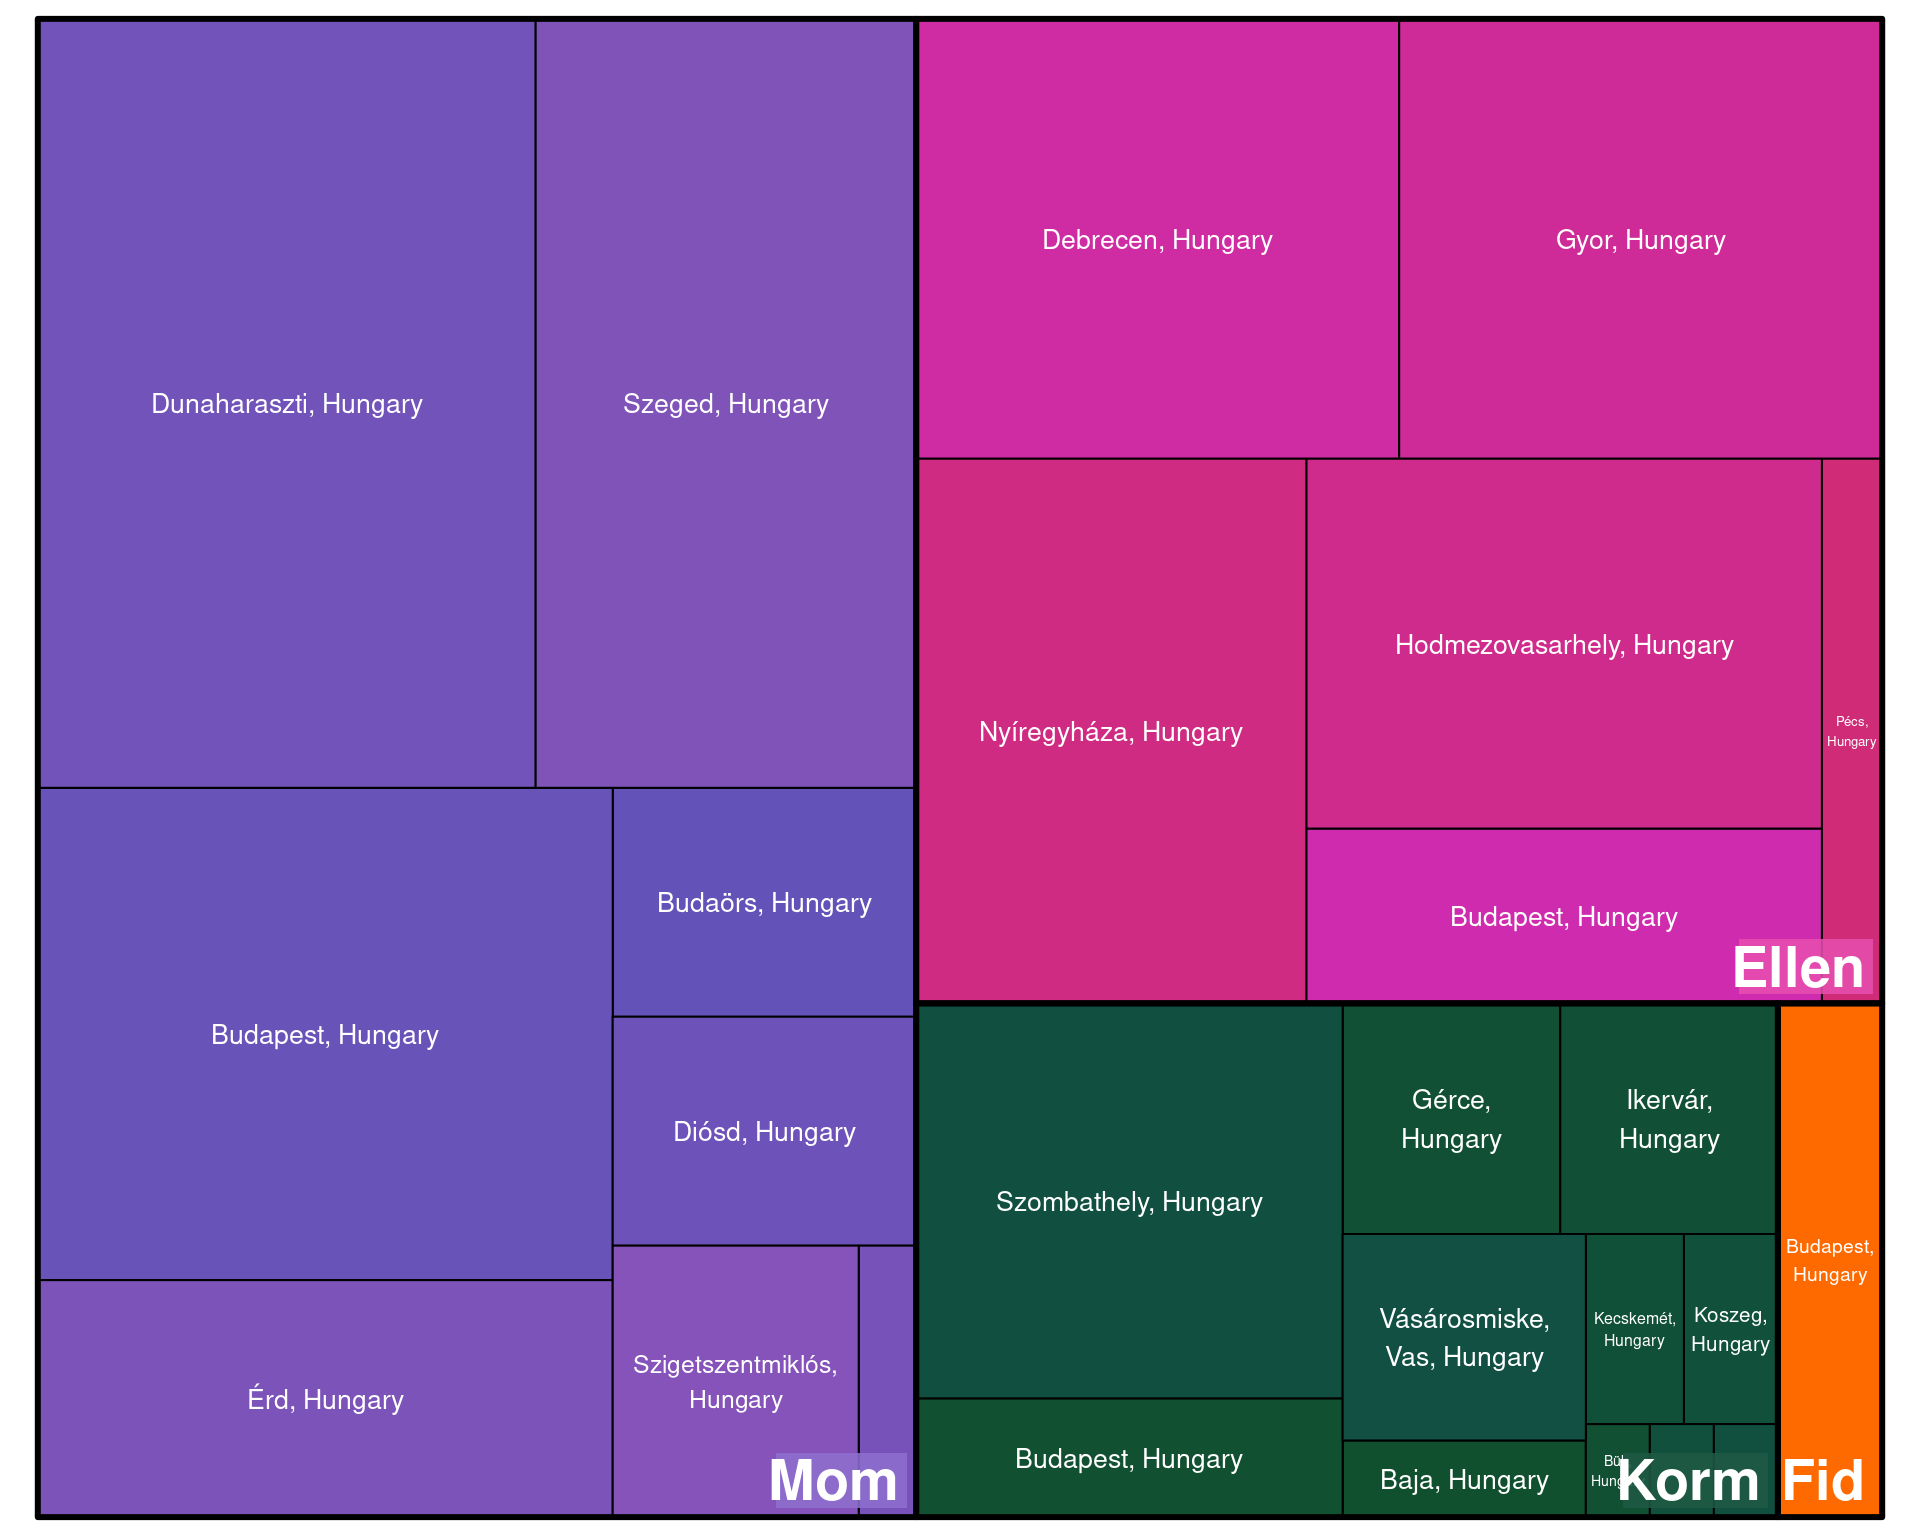 Dunaharaszti, Hungary
Szeged, Hungary
Budapest, Hungary
Budaörs, Hungary
Diósd, Hungary
Érd, Hungary
Szigetszentmiklós,
Hungary
Mom
Debrecen, Hungary
Gyor, Hungary
Nyíregyháza, Hungary
Hodmezovasarhely, Hungary
Pécs,
Hungary
Budapest, Hungary
Ellen
Szombathely, Hungary
Gérce,
Hungary
Ikervár,
Hungary
Vásárosmiske,
Vas, Hungary
Kecskemét,
Hungary
Koszeg,
Hungary
Budapest, Hungary
Baja, Hungary
Korm
Budapest,
Hungary
Fid